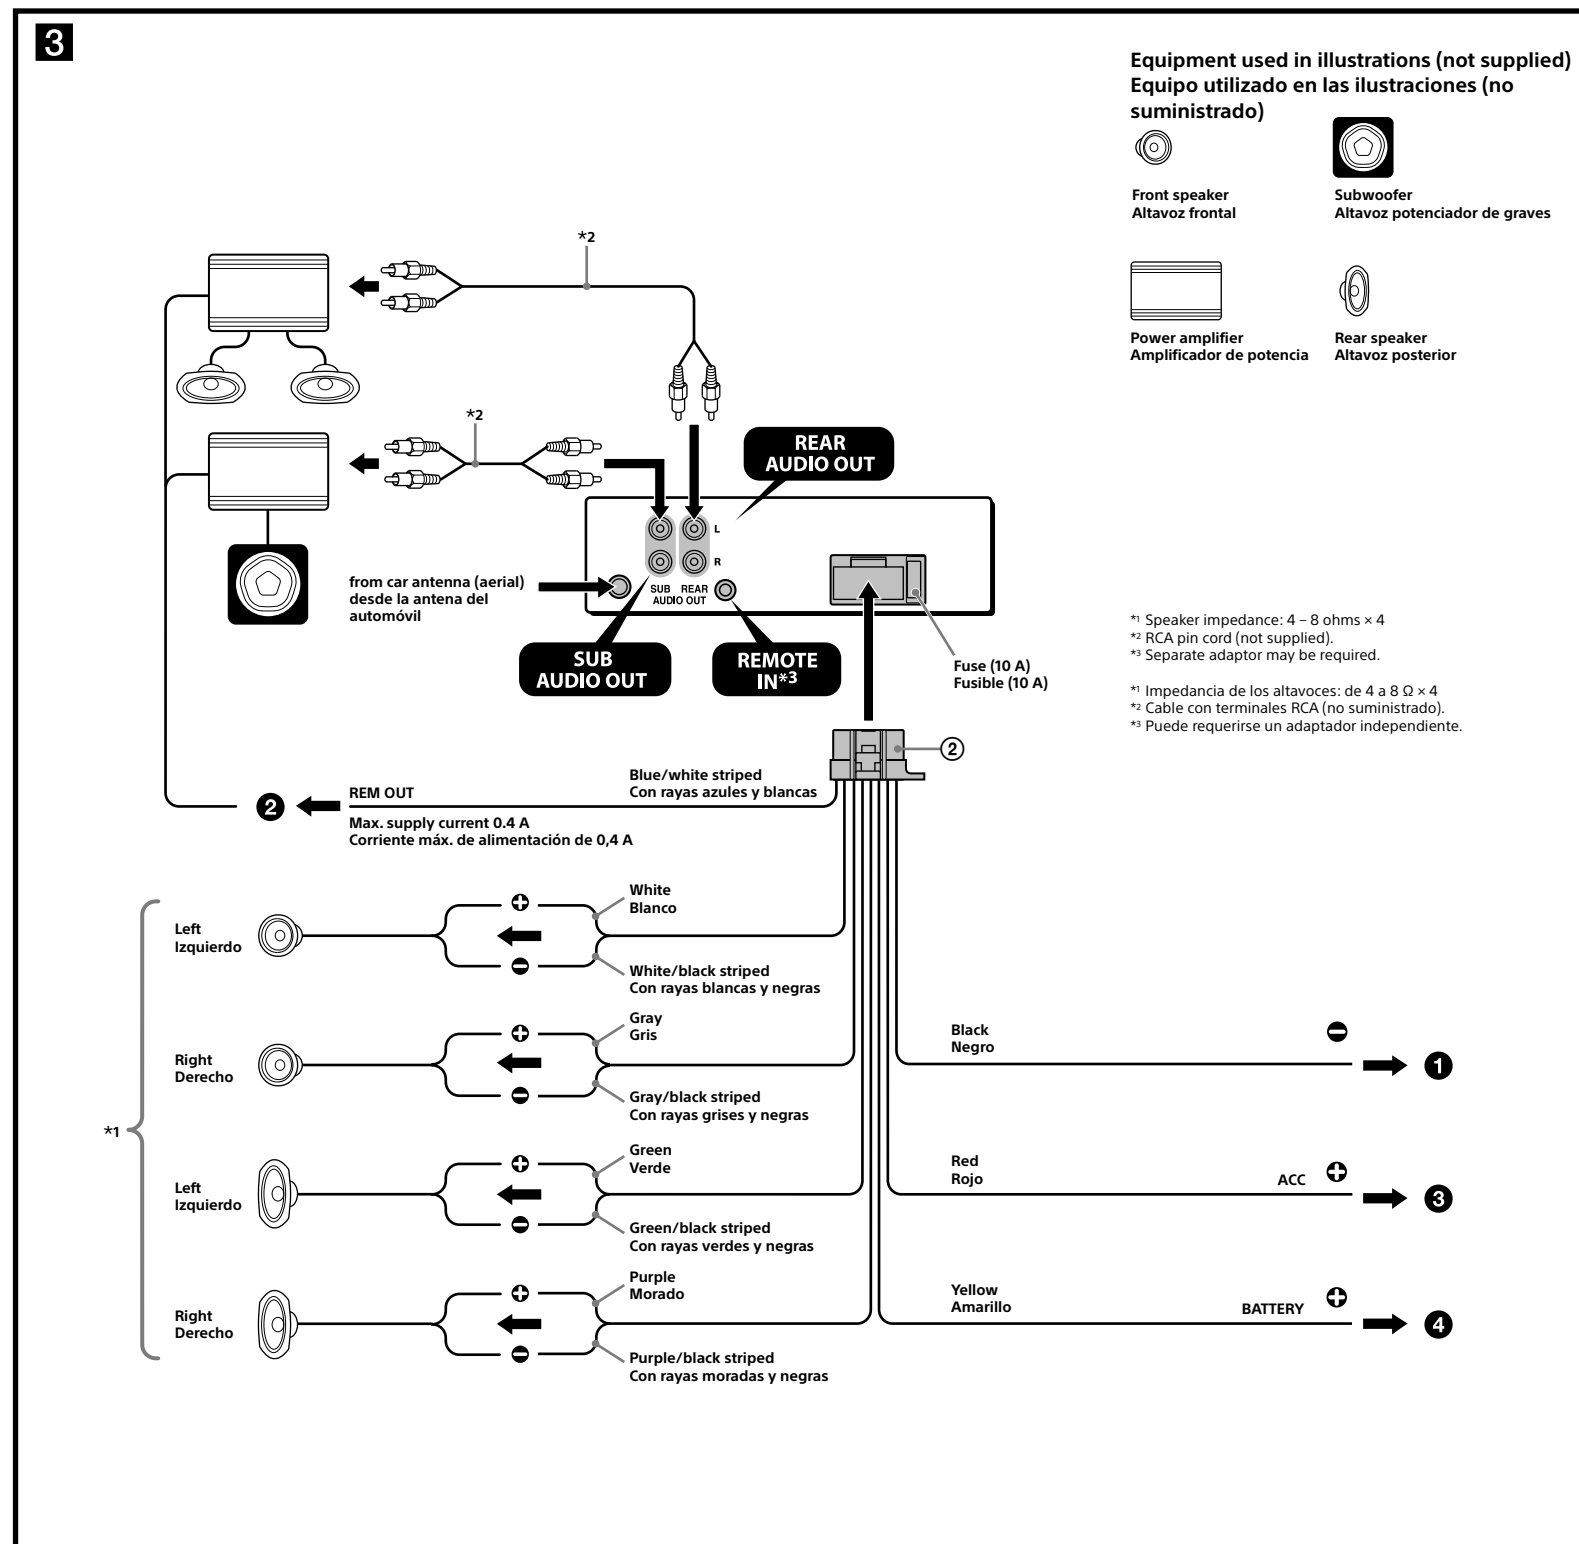 3
Equipment used in illustrations (not supplied)
Equipo utilizado en las ilustraciones (no
suministrado)
Front speaker
Altavoz frontal
Subwoofer
Altavoz potenciador de graves
Power amplifier
Amplificador de potencia
Rear speaker
Altavoz posterior
*2
*2
REAR
AUDIO OUT
L
R
SUB REAR
AUDIO OUT
from car antenna (aerial)
desde la antena del
automóvil
SUB
AUDIO OUT
REMOTE
IN*3
Fuse (10 A)
Fusible (10 A)
*1 Speaker impedance: 4 – 8 ohms × 4
*2 RCA pin cord (not supplied).
*3 Separate adaptor may be required.
*1 Impedancia de los altavoces: de 4 a 8 Ω × 4
*2 Cable con terminales RCA (no suministrado).
*3 Puede requerirse un adaptador independiente.
②
Blue/white striped
Con rayas azules y blancas
❷
REM OUT
Max. supply current 0.4 A
Corriente máx. de alimentación de 0,4 A
*1
Left
Izquierdo
White
Blanco
White/black striped
Con rayas blancas y negras
Right
Derecho
Gray
Gris
Gray/black striped
Con rayas grises y negras
Left
Izquierdo
Green
Verde
Green/black striped
Con rayas verdes y negras
Right
Derecho
Purple
Morado
Purple/black striped
Con rayas moradas y negras
Black
Negro
❶
Red
Rojo
ACC
❸
Yellow
Amarillo
BATTERY
❹